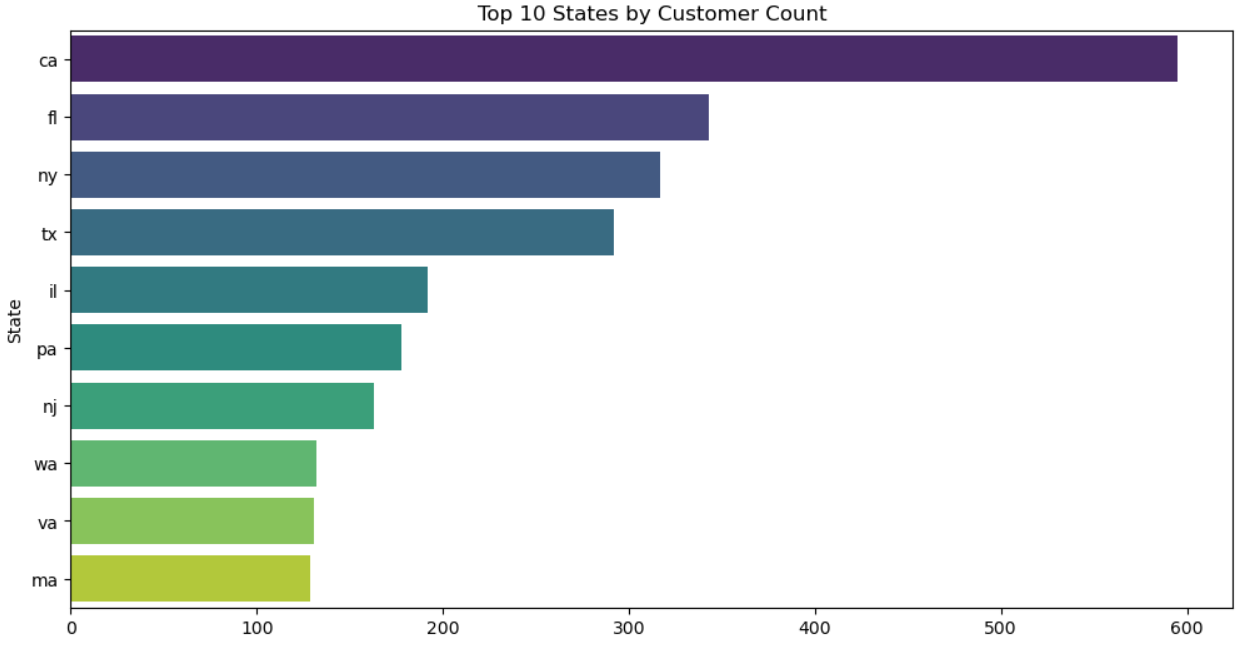 Top 10 States by Customer Count
ca
fl
ny
tx
il
State
pa
nj
wa
va
ma
0 100 200 300 400 500 600